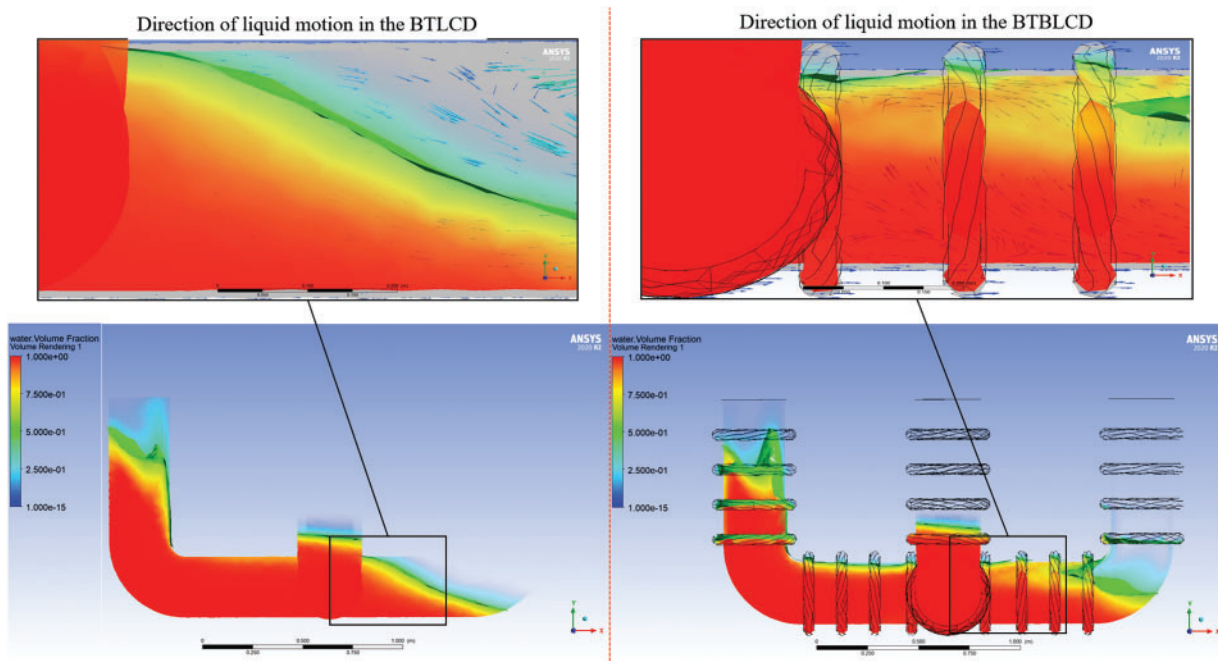 Direction of liquid motion in the BTLCD
Direction of liquid motion in the BTBLCD
ANSYS
2020 R2
ANSYS
2020 R2
Y
X
Y
X
0.100
ANSYS
2020 R2
water.Volume Fraction
Volume Rendering 1
1.000e+00
7.500e-01
5.000e-01
2.500e-01
1.000e-15
0
0.500
1.000 (m)
0.250
0.750
Y
X
ANSYS
2020 R2
water.Volume Fraction
Volume Rendering 1
1.000e+00
7.500e-01
5.000e-01
2.500e-01
1.000e-15
0
0.500
1.000 (m)
0.250
0.750
Y
X